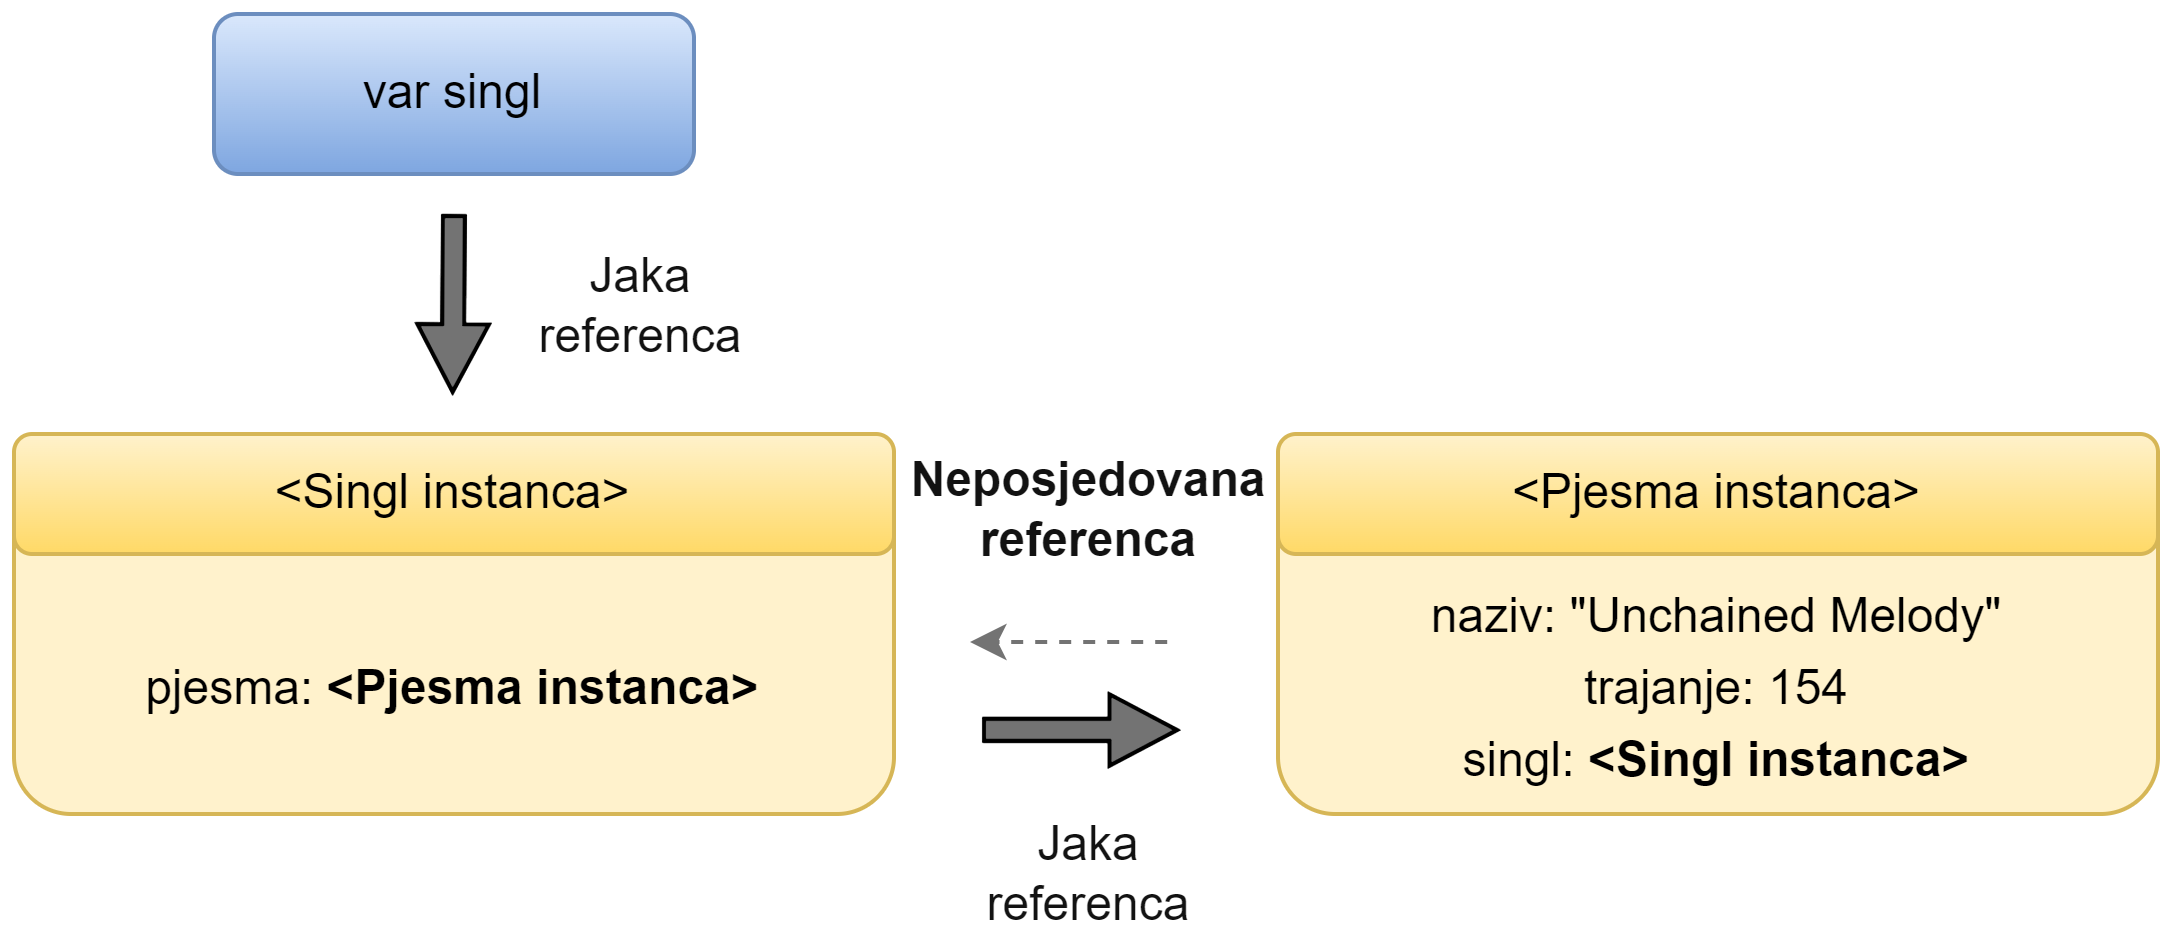 var singl
Jaka
referenca
<Singl instanca>
pjesma: <Pjesma instanca>
Neposjedovana
referenca
Jaka
referenca
<Pjesma instanca>
naziv: "Unchained Melody"
trajanje: 154
singl: <Singl instanca>